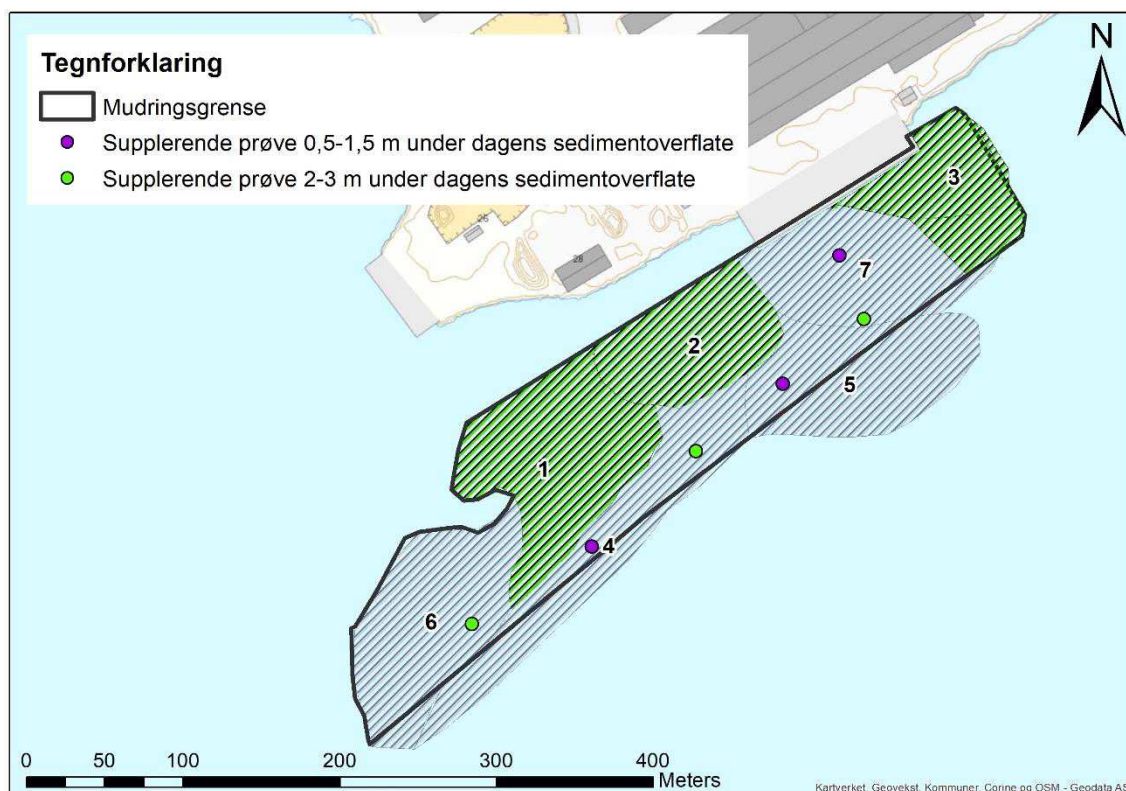 Tegnforklaring
Mudringsgrense
Supplerende prøve 0,5-1,5 m under dagens sedimentoverflate
Supplerende prøve 2-3 m under dagens sedimentoverflate
N
28
3
7
2
5
1
4
6
0 50 100 200 300 400
Meters
Kartverket, Geovekst, Kommuner, Corine og OSM - Geodata AS